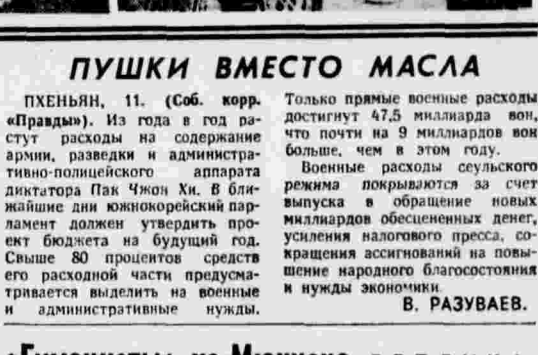 ПУШКИ ВМЕСТО МАСЛА
ПХЕНЬЯН, 11. (Соб. корр.
«Правды»). Из года в год ра-
стут расходы на содержание
армии, разведки и администра-
тивно-полицейского аппарата
диктатора Пак Чжон Хи. В бли-
жайшие дни южнокорейский пар-
ламент должен утвердить про-
ект бюджета на будущий год.
Свыше 80 процентов средств
его расходной части предусма-
тривается выделить на военные
и административные нужды.
Только прямые военные расходы
достигнут 47,5 миллиарда вон,
что почти на 9 миллиардов вон
больше, чем в этом году.
Военные расходы сеульского
режима покрываются за счет
выпуска в обращение новых
миллиардов обесцененных денег,
усиления налогового пресса, со-
кращения ассигнований на повы-
шение народного благосостояния
и нужды экономики.
В. РАЗУВАЕВ.